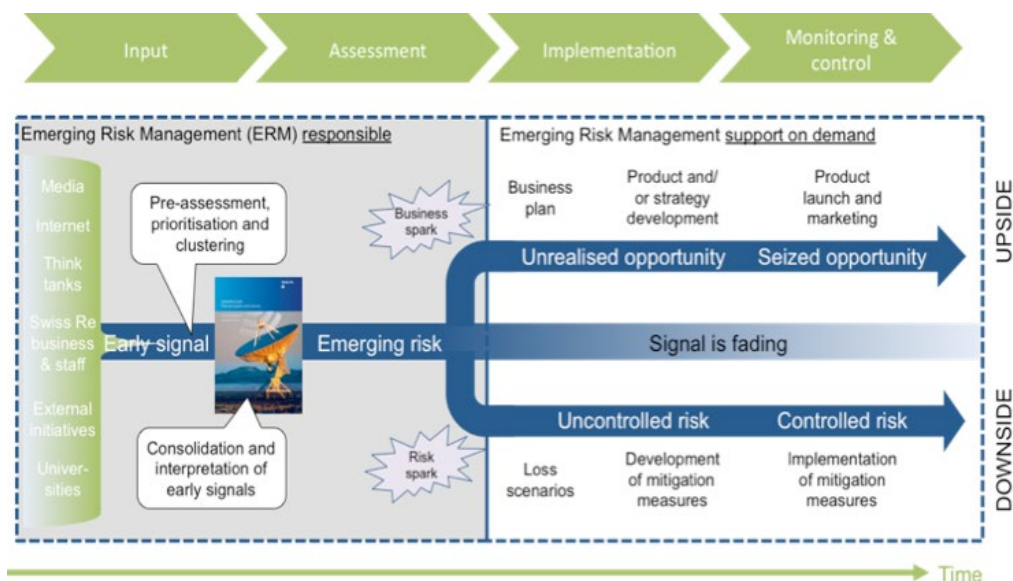 Input
Assessment
Implementation
Monitoring &
control
Emerging Risk Management (ERM) responsible
Emerging Risk Management support on demand
Media
Internet
Think
tanks
Swiss Re
business
& staff
External
initiatives
Univer-
sities
Pre-assessment,
prioritisation and
clustering
Early signal
Consolidation and
interpretation of
early signals
Emerging risk
Business
spark
Risk
spark
Business
plan
Product and/
or strategy
development
Product
launch and
marketing
Unrealised opportunity
Seized opportunity
Signal is fading
Uncontrolled risk
Controlled risk
Loss
scenarios
Development
of mitigation
measures
Implementation
of mitigation
measures
UPSIDE
DOWNSIDE
Time